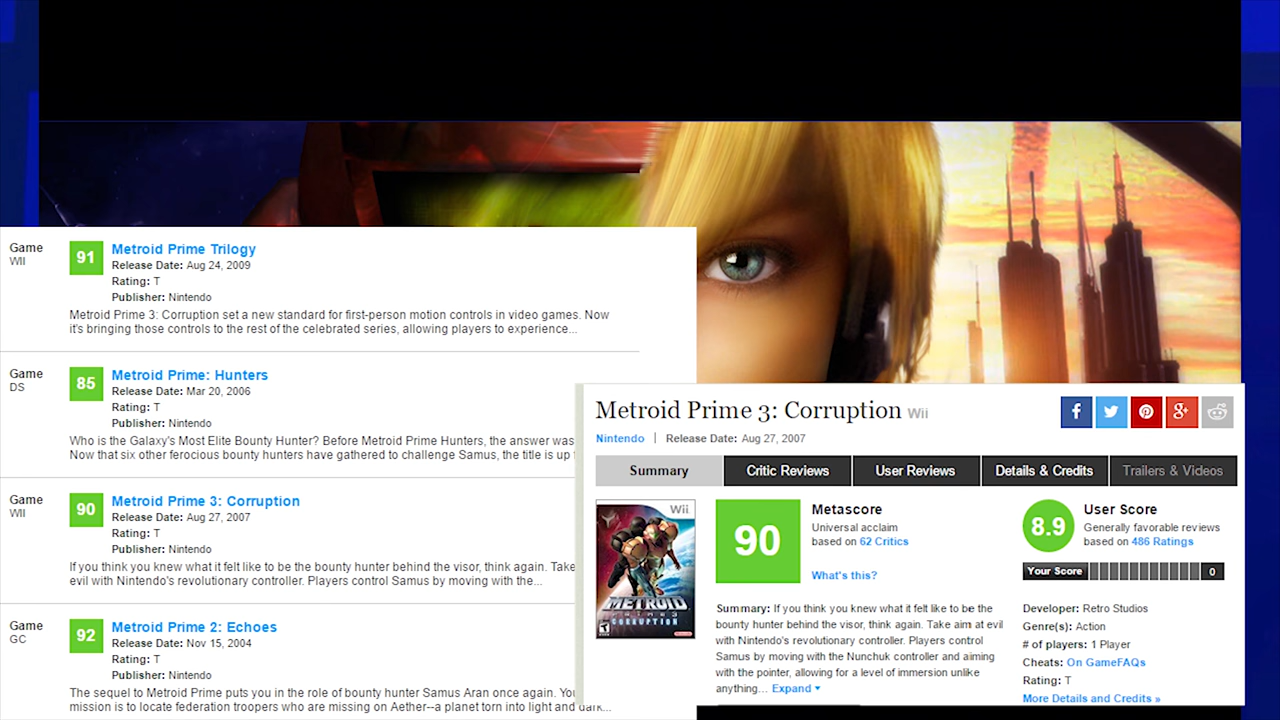 Game
WII
91
Metroid Prime Trilogy
Release Date: Aug 24, 2009
Rating: T
Publisher: Nintendo
Metroid Prime 3: Corruption set a new standard for first-person motion controls in video games. Now
it's bringing those controls to the rest of the celebrated series, allowing players to experience...
Game
DS
85
Metroid Prime: Hunters
Release Date: Mar 20, 2006
Rating: T
Publisher: Nintendo
Who is the Galaxy's Most Elite Bounty Hunter? Before Metroid Prime Hunters, the answer was
Now that six other ferocious bounty hunters have gathered to challenge Samus, the title is up
Game
WII
90
Metroid Prime 3: Corruption
Release Date: Aug 27, 2007
Rating: T
Publisher: Nintendo
If you think you knew what it felt like to be the bounty hunter behind the visor, think again. Take
evil with Nintendo's revolutionary controller. Players control Samus by moving with the...
Game
GC
92
Metroid Prime 2: Echoes
Release Date: Nov 15, 2004
Rating: T
Publisher: Nintendo
The sequel to Metroid Prime puts you in the role of bounty hunter Samus Aran once again.
mission is to locate federation troopers who are missing on Aether--a planet torn into light and dark...
Metroid Prime 3: Corruption Wii
Nintendo | Release Date: Aug 27, 2007
Summary Critic Reviews User Reviews Details & Credits Trailers & Videos
Wii
METROID
PRIME 3
CORRUPTION
T
90
Metascore
Universal acclaim
based on 62 Critics
What's this?
Summary: If you think you knew what it felt like to be the
bounty hunter behind the visor, think again. Take aim at evil
with Nintendo's revolutionary controller. Players control
Samus by moving with the Nunchuk controller and aiming
with the pointer, allowing for a level of immersion unlike
anything... Expand
8.9
User Score
Generally favorable reviews
based on 486 Ratings
Your Score 0
Developer: Retro Studios
Genre(s): Action
# of players: 1 Player
Cheats: On GameFAQs
Rating: T
More Details and Credits »